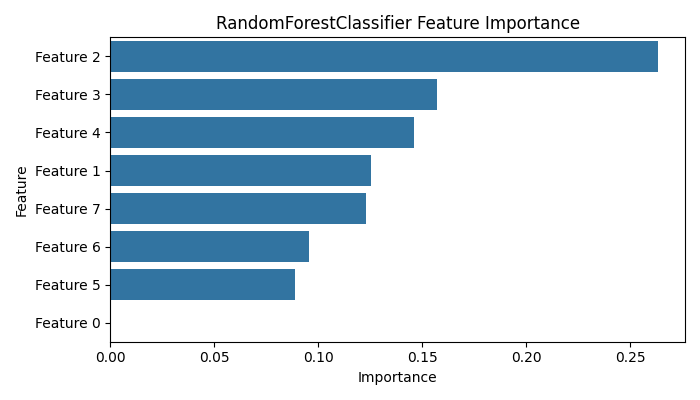 RandomForestClassifier Feature Importance
Feature 2
Feature 3
Feature 4
Feature 1
Feature 7
Feature 6
Feature 5
Feature 0
Feature
0.00 0.05 0.10 0.15 0.20 0.25
Importance